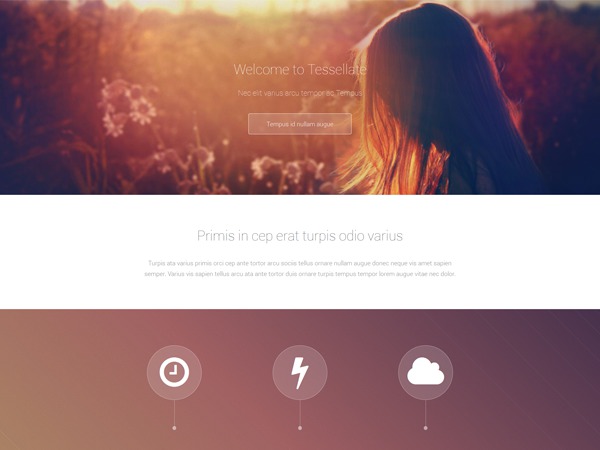 Welcome to Tessellate
Nec elit varius arcu tempor ac Tempus
Tempus id nullam augue
Primis in cep erat turpis odio varius
Turpis ata varius primis orci cep ante tortor arcu sociis tellus ornare nullam augue donec neque vis amet sapien
semper. Varius vis sapien tellus arcu ata ante tortor duis ornare turpis tempus tempor lorem augue vitae nec dolor.